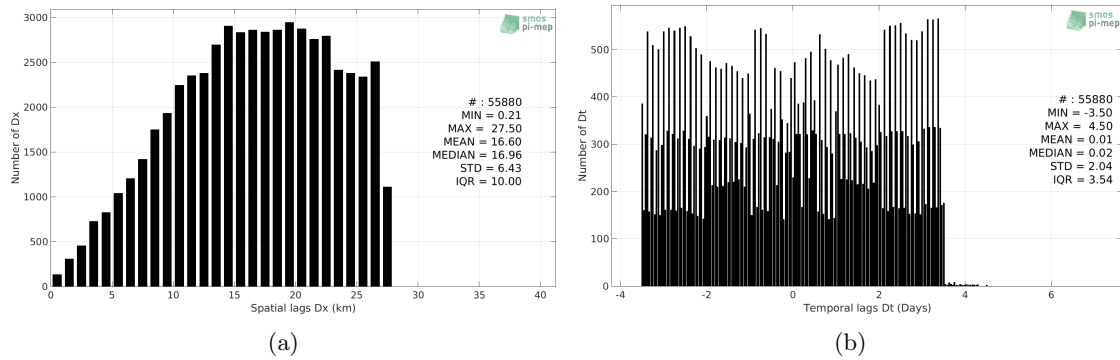 3000
2500
2000
1500
1000
500
0
Number of Dx
0 5 10 15 20 25 30 35 40
Spatial lags Dx (km)
smos
pi-mep
# : 55880
MIN = 0.21
MAX = 27.50
MEAN = 16.60
MEDIAN = 16.96
STD = 6.43
IQR = 10.00
(a)
500
400
300
200
100
0
Number of Dt
-4 -2 0 2 4 6
Temporal lags Dt (Days)
smos
pi-mep
# : 55880
MIN = -3.50
MAX = 4.50
MEAN = 0.01
MEDIAN = 0.02
STD = 2.04
IQR = 3.54
(b)